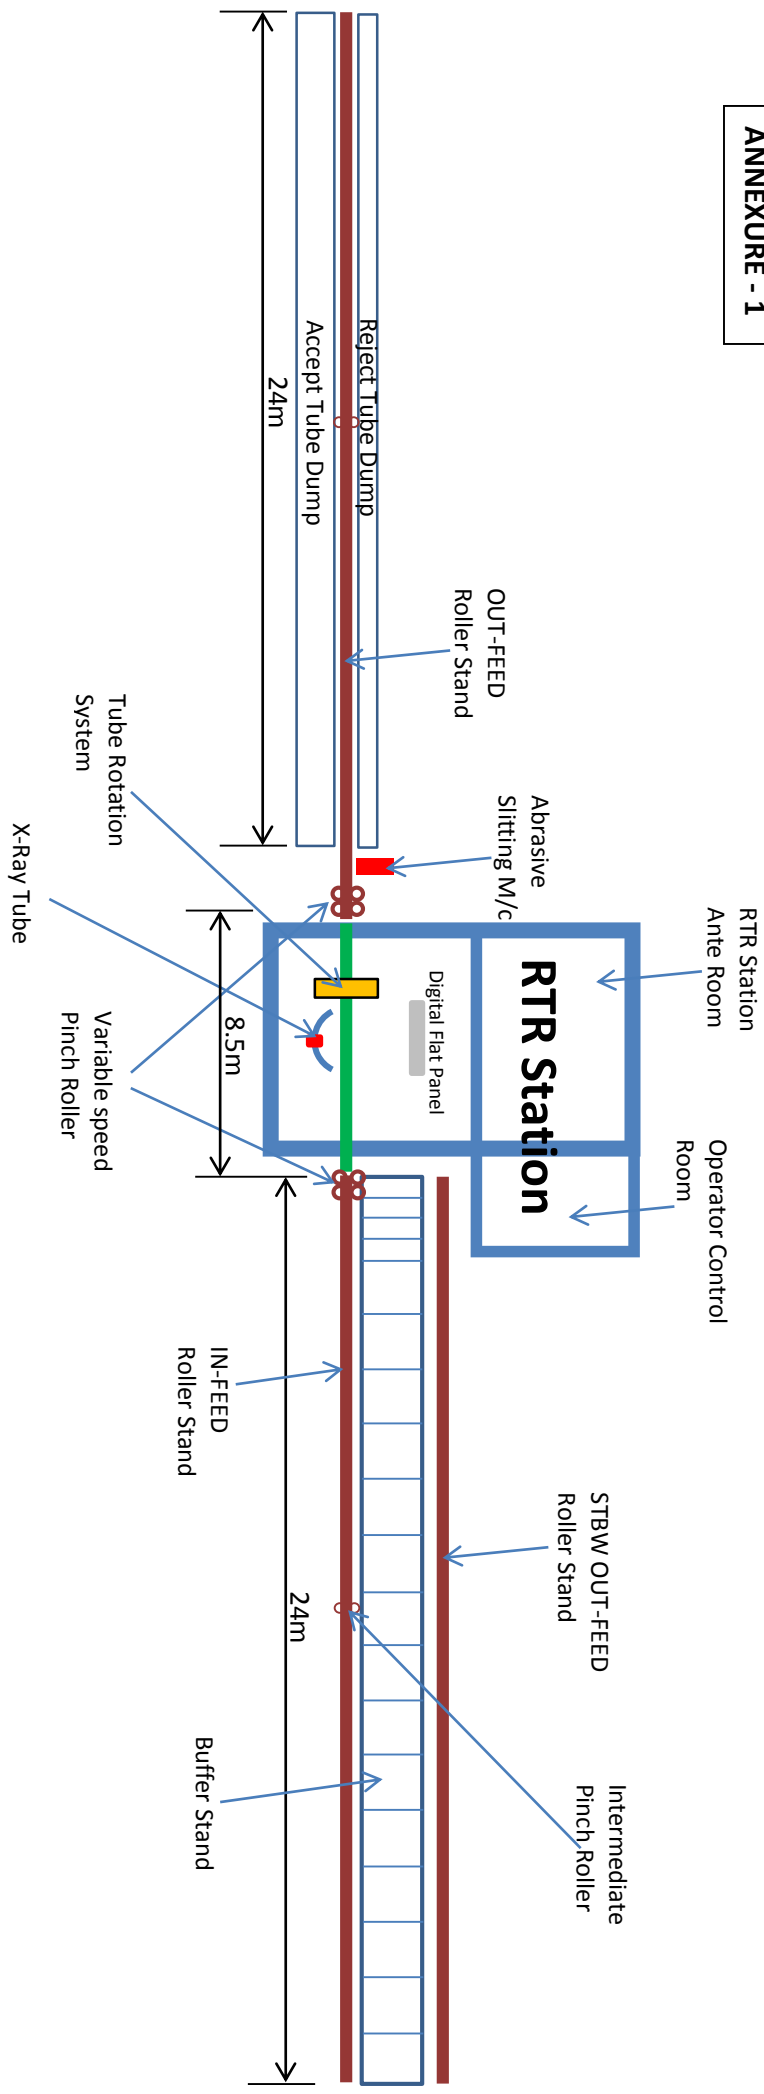 ANNEXURE - 1
RTR Station
Ante Room
Operator Control
Room
STBW OUT-FEED
Roller Stand
Intermediate
Pinch Roller
OUT-FEED
Roller Stand
Abrasive
Slitting M/c
RTR Station
Digital Flat Panel
Reject Tube Dump
Accept Tube Dump
24m
8.5m
24m
Tube Rotation
System
X-Ray Tube
Variable speed
Pinch Roller
IN-FEED
Roller Stand
Buffer Stand